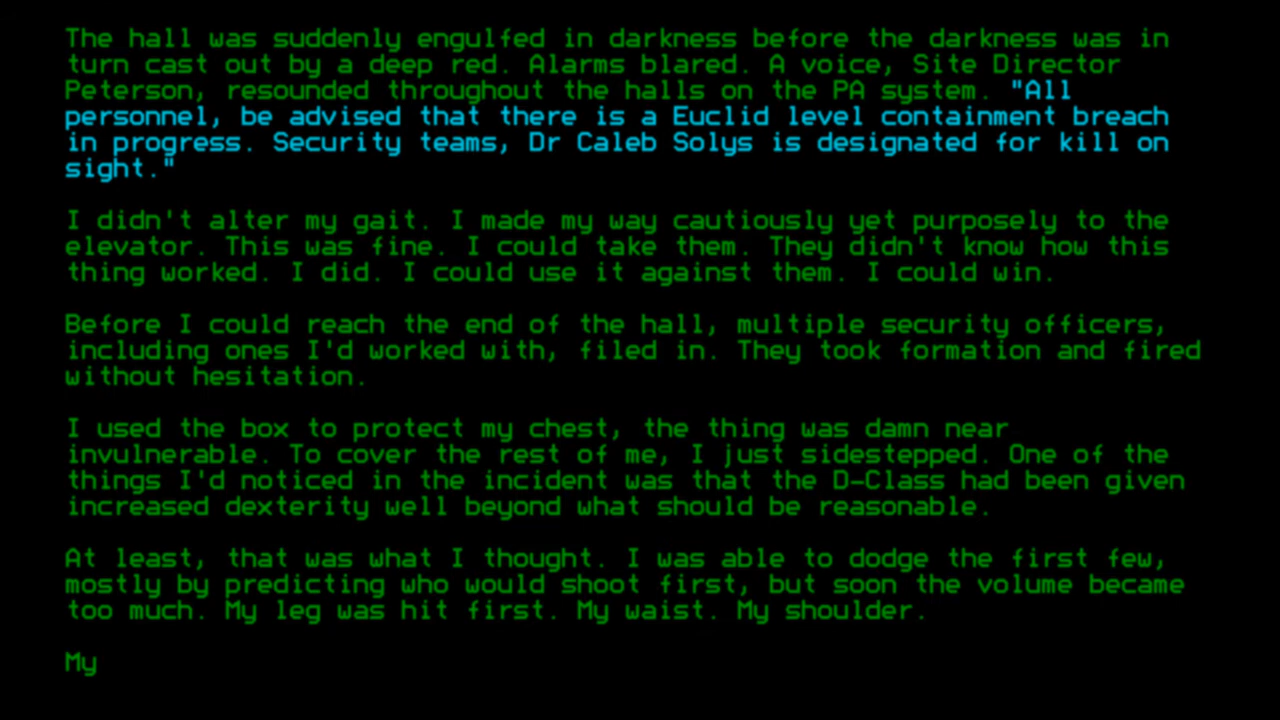 The hall was suddenly engulfed in darkness before the darkness was in
turn cast out by a deep red. Alarms blared. A voice, Site Director
Peterson, resounded throughout the halls on the PA system. "All
personnel, be advised that there is a Euclid level containment breach
in progress. Security teams, Dr Caleb Solys is designated for kill on
sight."
I didn't alter my gait. I made my way cautiously yet purposely to the
elevator. This was fine. I could take them. They didn't know how this
thing worked. I did. I could use it against them. I could win.
Before I could reach the end of the hall, multiple security officers,
including ones I'd worked with, filed in. They took formation and fired
without hesitation.
I used the box to protect my chest, the thing was damn near
invulnerable. To cover the rest of me, I just sidestepped. One of the
things I'd noticed in the incident was that the D-Class had been given
increased dexterity well beyond what should be reasonable.
At least, that was what I thought. I was able to dodge the first few,
mostly by predicting who would shoot first, but soon the volume became
too much. My leg was hit first. My waist. My shoulder.
My